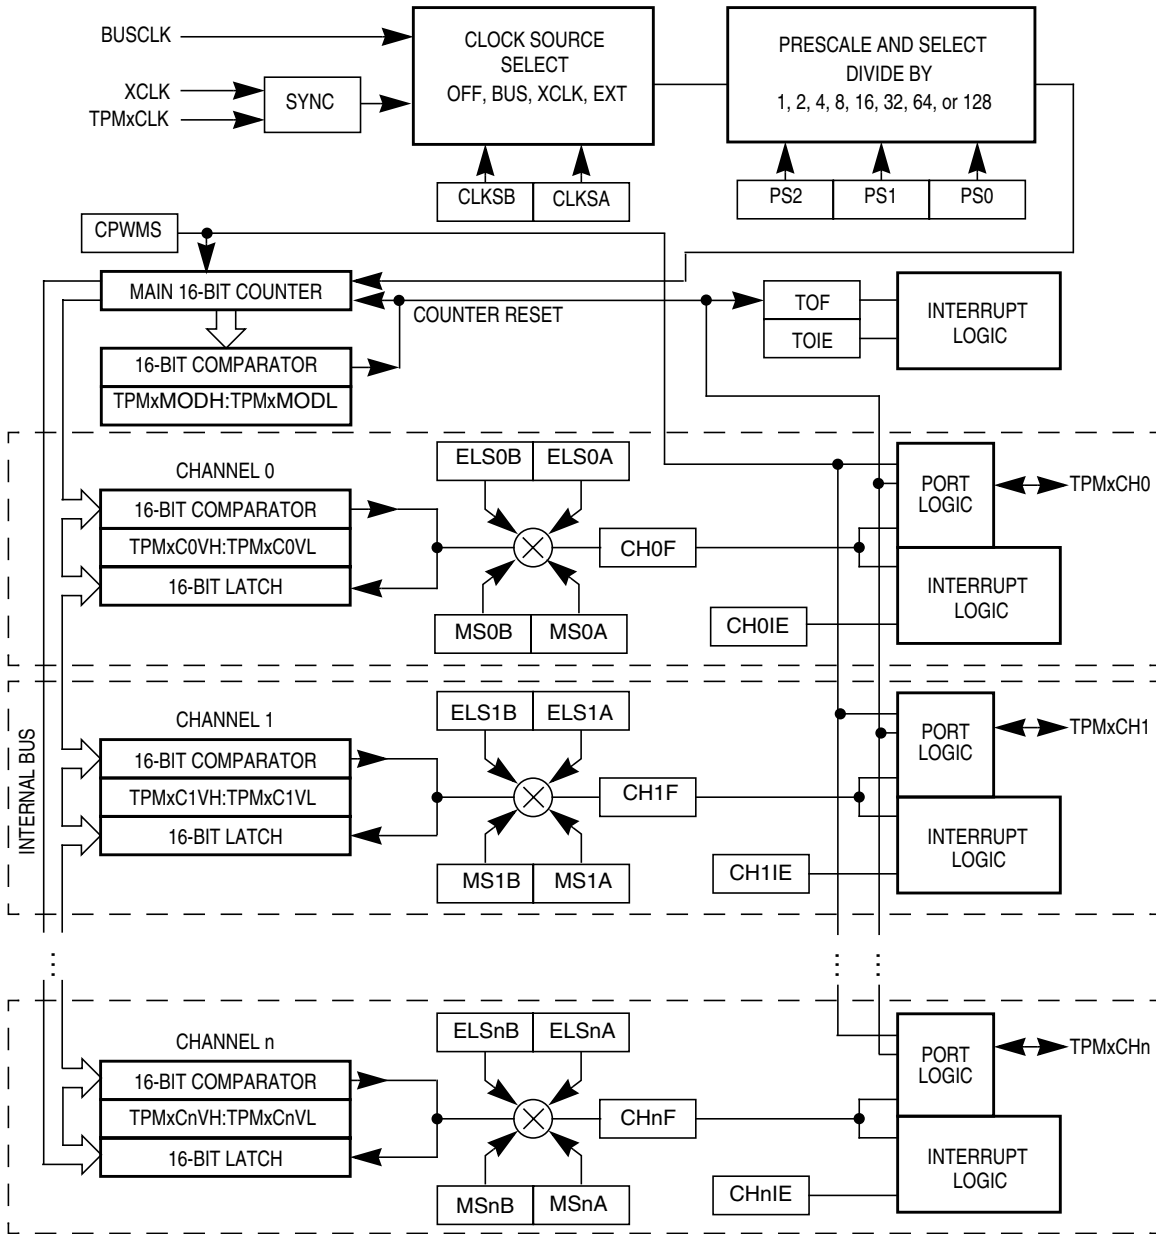 BUSCLK
XCLK
TPMxCLK
SYNC
CLOCK SOURCE
SELECT
OFF, BUS, XCLK, EXT
PRESCALE AND SELECT
DIVIDE BY
1, 2, 4, 8, 16, 32, 64, or 128
CLKSB
CLKSA
PS2
PS1
PS0
CPWMS
MAIN 16-BIT COUNTER
COUNTER RESET
TOF
TOIE
INTERRUPT
LOGIC
16-BIT COMPARATOR
TPMxMODH:TPMxMODL
INTERNAL BUS
CHANNEL 0
16-BIT COMPARATOR
TPMxC0VH:TPMxC0VL
16-BIT LATCH
ELS0B
ELS0A
MS0B
MS0A
CH0F
CH0IE
PORT
LOGIC
INTERRUPT
LOGIC
TPMxCH0
CHANNEL 1
16-BIT COMPARATOR
TPMxC1VH:TPMxC1VL
16-BIT LATCH
ELS1B
ELS1A
MS1B
MS1A
CH1F
CH1IE
PORT
LOGIC
INTERRUPT
LOGIC
TPMxCH1
...
...
...
CHANNEL n
16-BIT COMPARATOR
TPMxCnVH:TPMxCnVL
16-BIT LATCH
ELSnB
ELSnA
MSnB
MSnA
CHnF
CHnIE
PORT
LOGIC
INTERRUPT
LOGIC
TPMxCHn